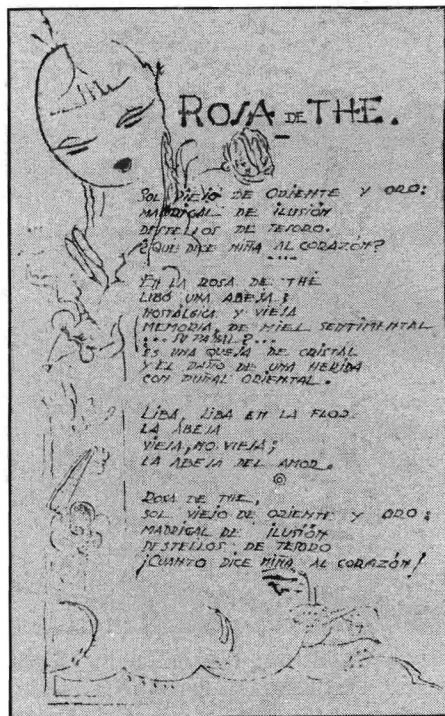 ROSA DE THE.
SOL VIEJO DE ORIENTE Y ORO:
MADRIGAL DE ILUSIÓN
DESTELLOS DE TESORO.
¿QUE DICE NIÑA AL CORAZÓN?
....
EN LA ROSA DE THE
LIBÓ UNA ABEJA;
NOSTÁLGICA Y VIEJA
MEMORIA, DE MIEL SENTIMENTAL
... SU PANAL?...
ES UNA QUEJA DE CRISTAL
Y EL DAÑO DE UNA HERIDA
CON PUÑAL ORIENTAL.
LIBA, LIBA EN LA FLOR
LA ABEJA
VIEJA, NO VIEJA;
LA ABEJA DEL AMOR.
ROSA DE THE,
SOL VIEJO DE ORIENTE Y ORO:
MADRIGAL DE ILUSIÓN
DESTELLOS DE TESORO
¡CUANTO DICE NIÑA AL CORAZÓN!